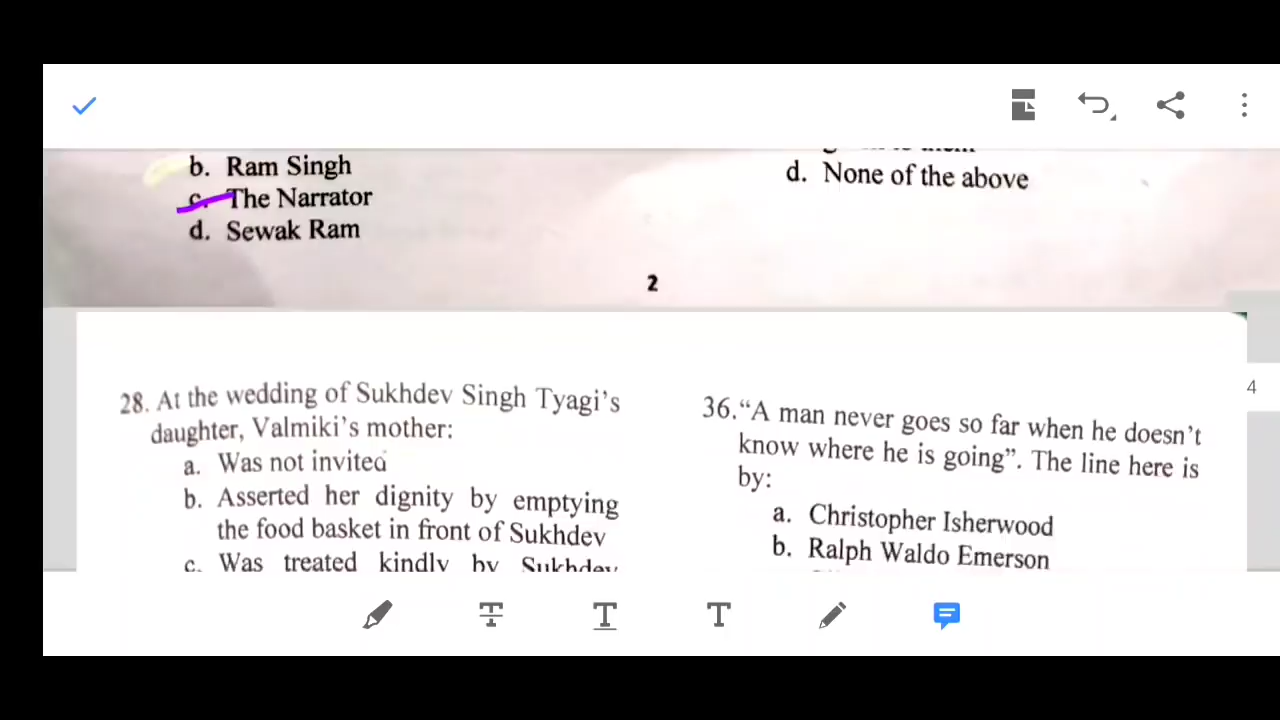 b. Ram Singh
c. The Narrator
d. Sewak Ram
them
d. None of the above
2
28. At the wedding of Sukhdev Singh Tyagi's
daughter, Valmiki's mother:
a. Was not invited
b. Asserted her dignity by emptying
the food basket in front of Sukhdev
c. Was treated kindly by Sukhdev
36. “A man never goes so far when he doesn't
know where he is going”. The line here is
by:
a. Christopher Isherwood
b. Ralph Waldo Emerson
4